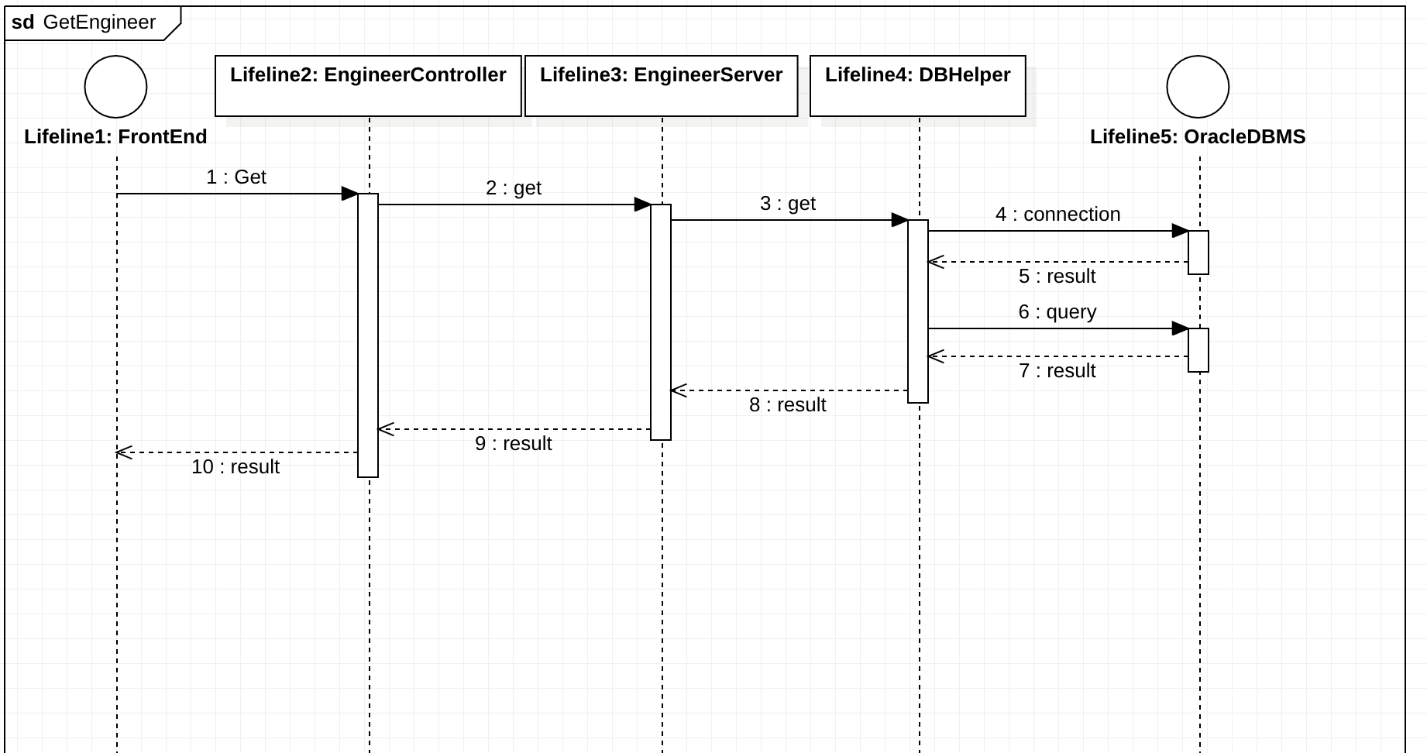 sd GetEngineer
Lifeline2: EngineerController
Lifeline3: EngineerServer
Lifeline4: DBHelper
Lifeline1: FrontEnd
Lifeline5: OracleDBMS
1 : Get
2 : get
3 : get
4 : connection
5 : result
6 : query
7 : result
8 : result
9 : result
10 : result